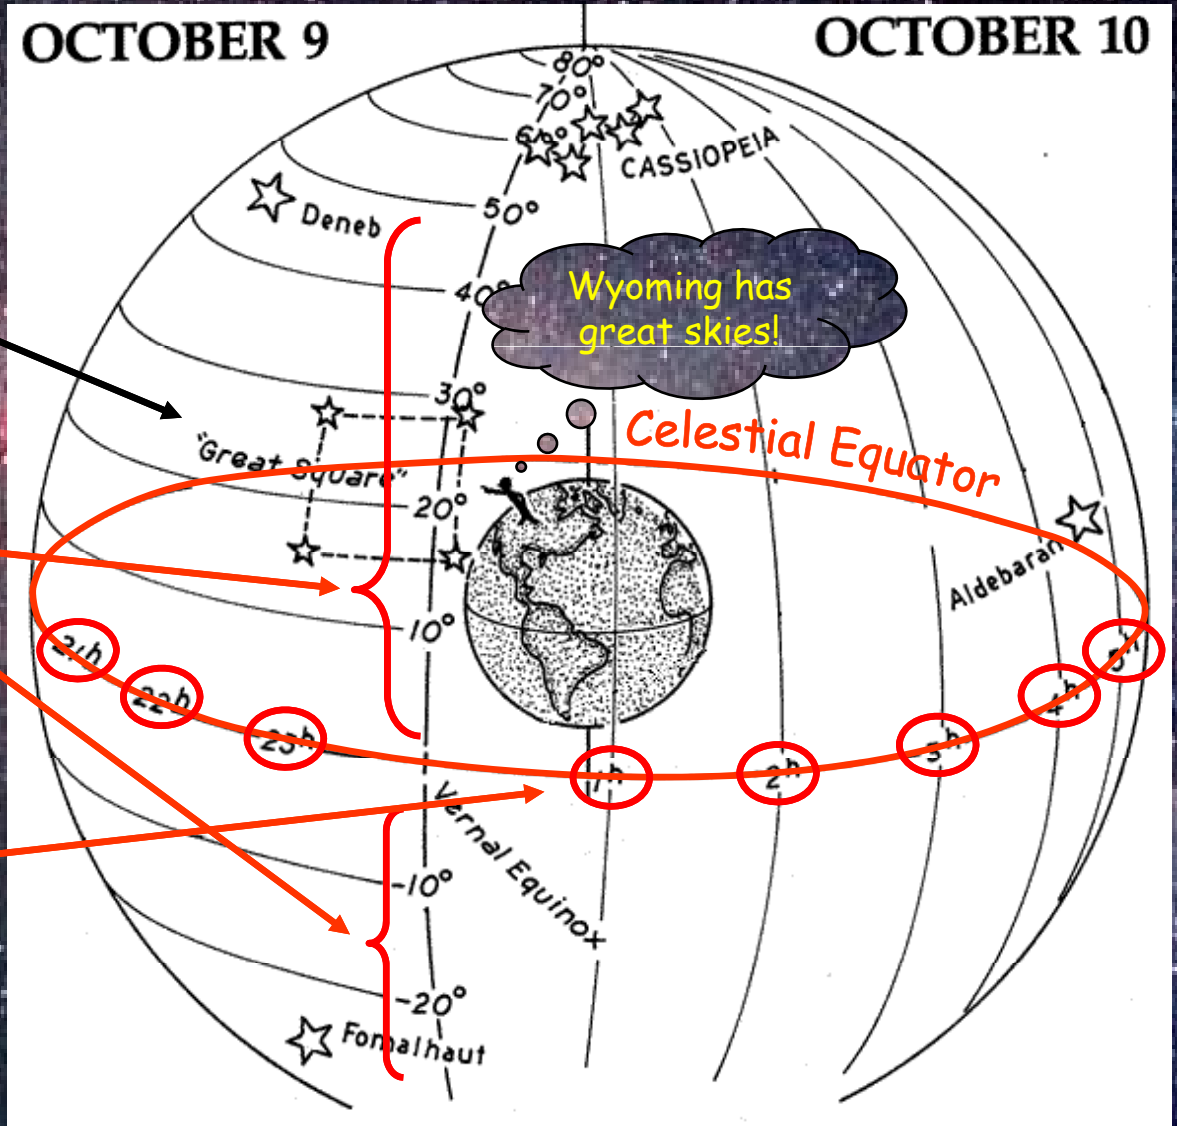 OCTOBER 9
OCTOBER 10
80°
70°
60°
CASSIOPEIA
Deneb
50°
40°
Wyoming has
great skies!
30°
Celestial Equator
"Great Square"
20°
Aldebaran
10°
22ʰ
23ʰ
1ʰ
2ʰ
3ʰ
4ʰ
5ʰ
Vernal Equinox
-10°
-20°
Fomalhaut